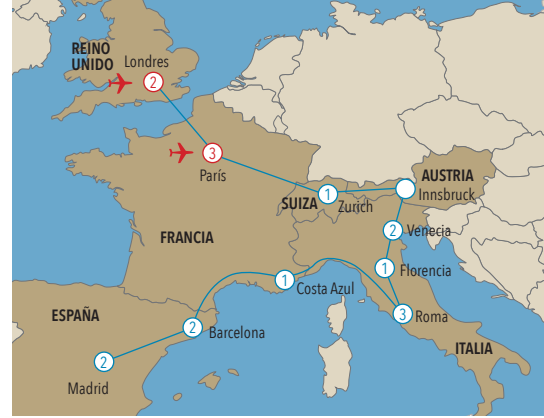 REINO
UNIDO
Londres
2
3
París
AUSTRIA
Innsbruck
1
SUIZA
Zurich
FRANCIA
2
Venecia
1
Florencia
1
Costa Azul
ESPAÑA
3
Roma
2
Barcelona
ITALIA
2
Madrid